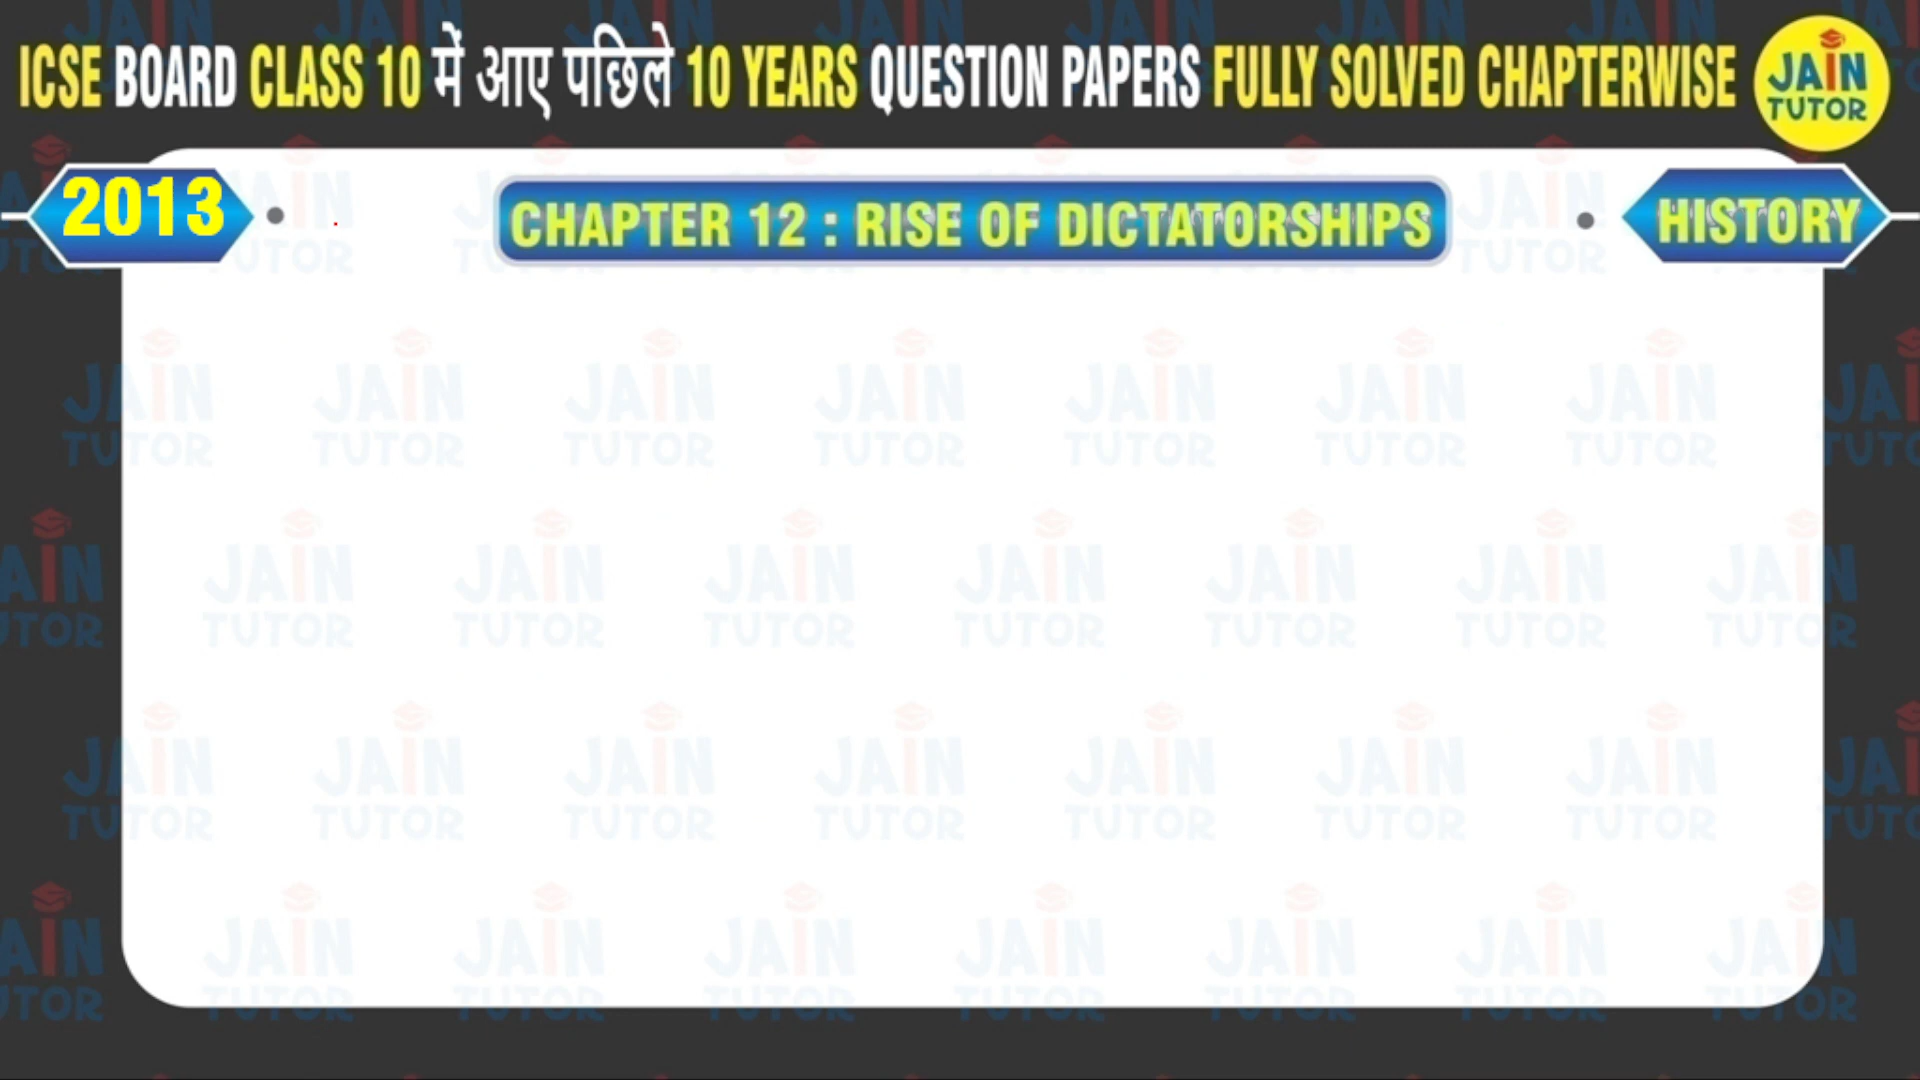 ICSE BOARD CLASS 10 में आए पछिले 10 YEARS QUESTION PAPERS FULLY SOLVED CHAPTERWISE
JAIN
TUTOR
2013
CHAPTER 12 : RISE OF DICTATORSHIPS
HISTORY